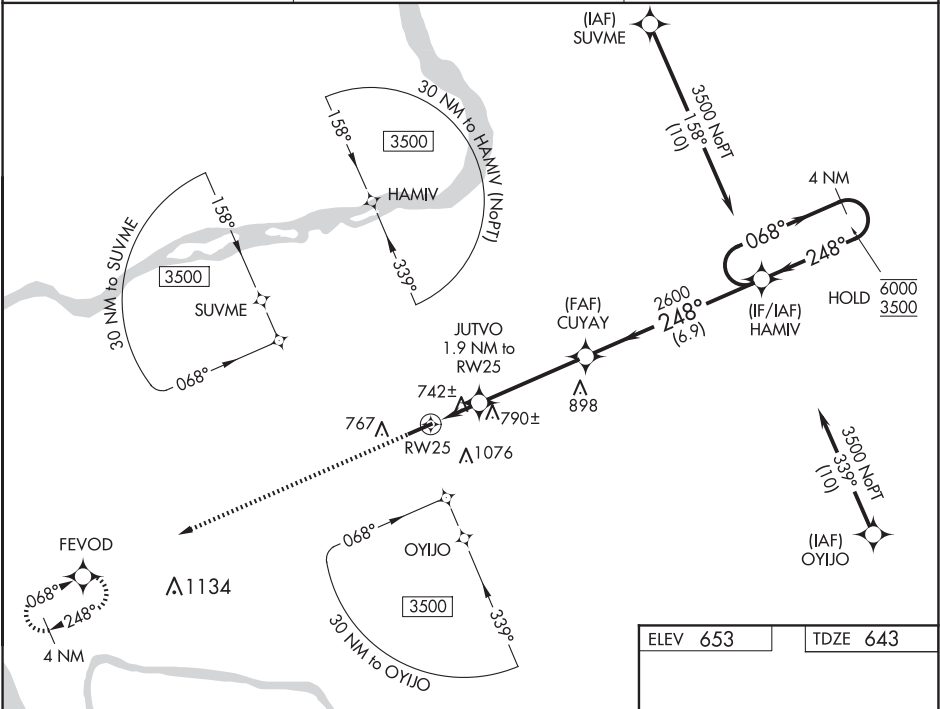 (IAF)
SUVME
3500 NoPT
158°
(10)
30 NM to HAMIV (NoPT)
158°
3500
HAMIV
339°
30 NM to SUVME
158°
3500
SUVME
068°
4 NM
068°
248°
HOLD
6000
3500
(IF/IAF)
HAMIV
2600
248°
(6.9)
(FAF)
CUYAY
JUTVO
1.9 NM to
RW25
742±
790±
898
767
RW25
1076
3500 NoPT
339°
(10)
(IAF)
OYIJO
068°
OYIJO
3500
339°
30 NM to OYIJO
FEVOD
068°
248°
4 NM
1134
ELEV 653
TDZE 643